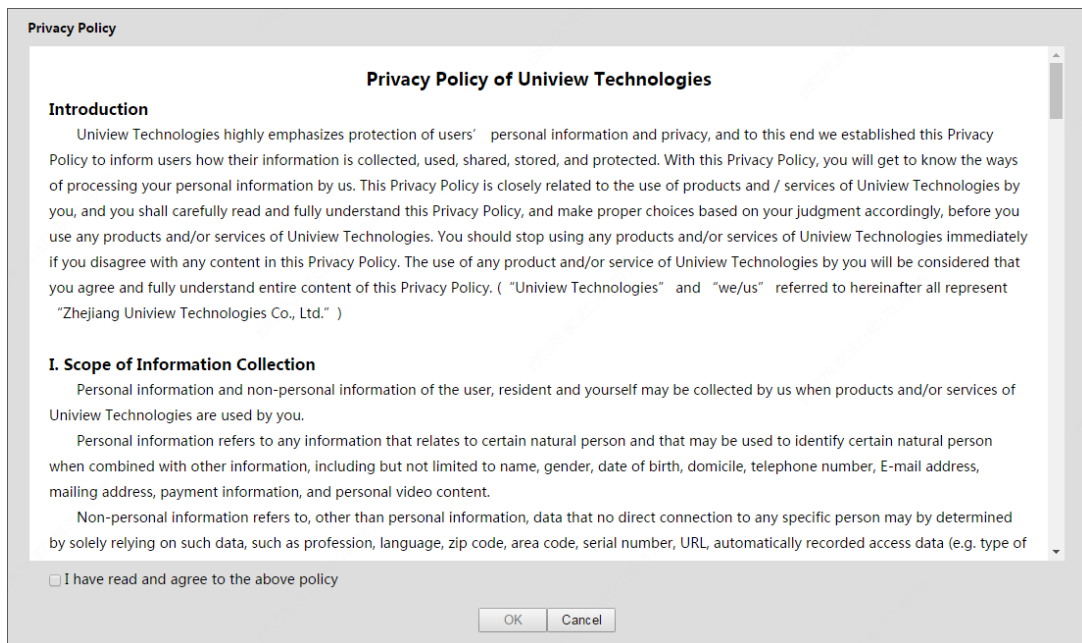 Privacy Policy
Privacy Policy of Uniview Technologies
Introduction
Uniview Technologies highly emphasizes protection of users’ personal information and privacy, and to this end we established this Privacy
Policy to inform users how their information is collected, used, shared, stored, and protected. With this Privacy Policy, you will get to know the ways
of processing your personal information by us. This Privacy Policy is closely related to the use of products and / services of Uniview Technologies by
you, and you shall carefully read and fully understand this Privacy Policy, and make proper choices based on your judgment accordingly, before you
use any products and/or services of Uniview Technologies. You should stop using any products and/or services of Uniview Technologies immediately
if you disagree with any content in this Privacy Policy. The use of any product and/or service of Uniview Technologies by you will be considered that
you agree and fully understand entire content of this Privacy Policy. ( “Uniview Technologies” and “we/us” referred to hereinafter all represent
“Zhejiang Uniview Technologies Co., Ltd.” )
I. Scope of Information Collection
Personal information and non-personal information of the user, resident and yourself may be collected by us when products and/or services of
Uniview Technologies are used by you.
Personal information refers to any information that relates to certain natural person and that may be used to identify certain natural person
when combined with other information, including but not limited to name, gender, date of birth, domicile, telephone number, E-mail address,
mailing address, payment information, and personal video content.
Non-personal information refers to, other than personal information, data that no direct connection to any specific person may by determined
by solely relying on such data, such as profession, language, zip code, area code, serial number, URL, automatically recorded access data (e.g. type of
I have read and agree to the above policy
OK Cancel